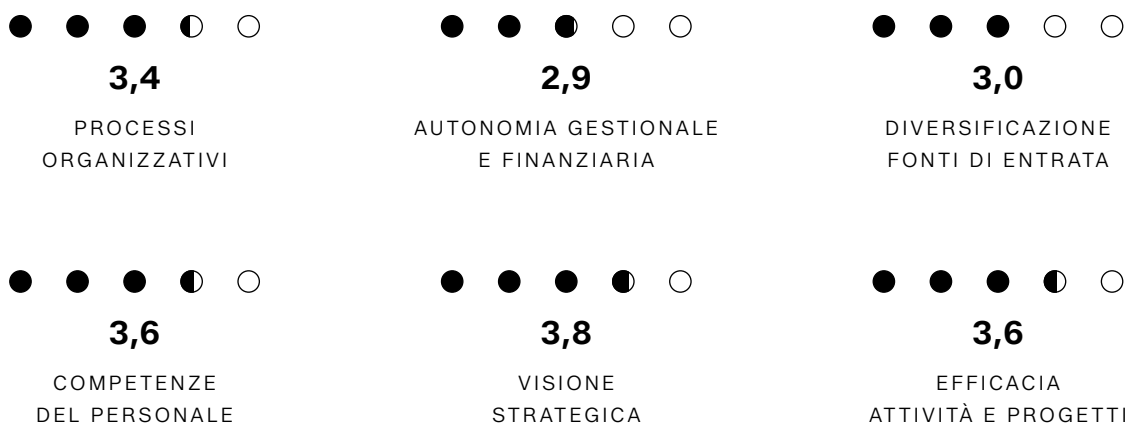 3,4
PROCESSI
ORGANIZZATIVI
2,9
AUTONOMIA GESTIONALE
E FINANZIARIA
3,0
DIVERSIFICAZIONE
FONTI DI ENTRATA
3,6
COMPETENZE
DEL PERSONALE
3,8
VISIONE
STRATEGICA
3,6
EFFICACIA
ATTIVITÀ E PROGETTI